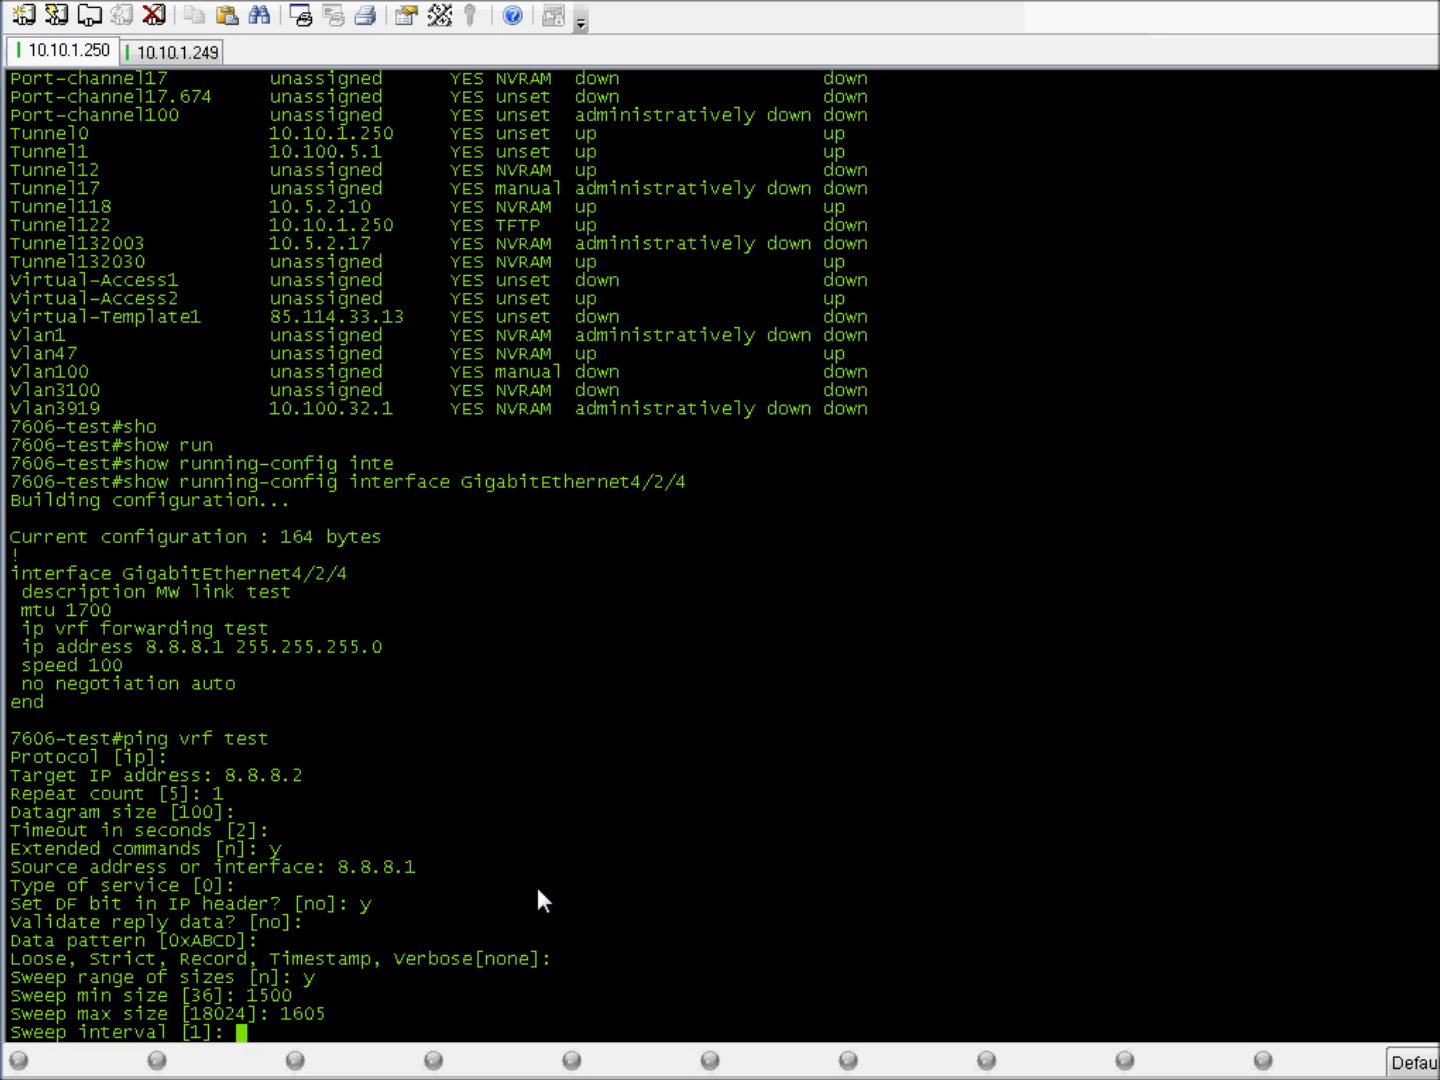 10.10.1.250 10.10.1.249
Port-channel17 unassigned YES NVRAM down down
Port-channel17.674 unassigned YES unset down down
Port-channel100 unassigned YES unset administratively down down
Tunnel0 10.10.1.250 YES unset up up
Tunnel1 10.100.5.1 YES unset up up
Tunnel12 unassigned YES NVRAM up down
Tunnel17 unassigned YES manual administratively down down
Tunnel118 10.5.2.10 YES NVRAM up up
Tunnel122 10.10.1.250 YES TFTP up down
Tunnel132003 10.5.2.17 YES NVRAM administratively down down
Tunnel132030 unassigned YES NVRAM up up
Virtual-Access1 unassigned YES unset down down
Virtual-Access2 unassigned YES unset up up
Virtual-Template1 85.114.33.13 YES unset down down
Vlan1 unassigned YES NVRAM administratively down down
Vlan47 unassigned YES NVRAM up up
Vlan100 unassigned YES manual down down
Vlan3100 unassigned YES NVRAM down down
Vlan3919 10.100.32.1 YES NVRAM administratively down down
7606-test#sho
7606-test#show run
7606-test#show running-config inte
7606-test#show running-config interface GigabitEthernet4/2/4
Building configuration...
Current configuration : 164 bytes
!
interface GigabitEthernet4/2/4
description MW link test
mtu 1700
ip vrf forwarding test
ip address 8.8.8.1 255.255.255.0
speed 100
no negotiation auto
end
7606-test#ping vrf test
Protocol [ip]:
Target IP address: 8.8.8.2
Repeat count [5]: 1
Datagram size [100]:
Timeout in seconds [2]:
Extended commands [n]: y
Source address or interface: 8.8.8.1
Type of service [0]:
Set DF bit in IP header? [no]: y
Validate reply data? [no]:
Data pattern [0xABCD]:
Loose, Strict, Record, Timestamp, Verbose[none]:
Sweep range of sizes [n]: y
Sweep min size [36]: 1500
Sweep max size [18024]: 1605
Sweep interval [1]:
Defau